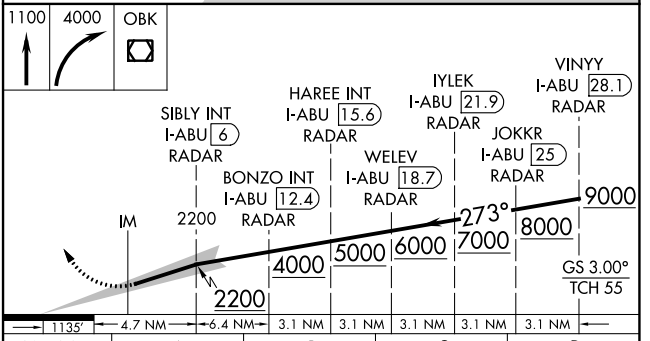 1100 4000 OBK
VINYY
I-ABU 28.1
RADAR
IYLEK
I-ABU 21.9
RADAR
HAREE INT
I-ABU 15.6
RADAR
JOKKR
I-ABU 25
RADAR
SIBLY INT
I-ABU 6
RADAR
WELEV
I-ABU 18.7
RADAR
BONZO INT
I-ABU 12.4
RADAR
IM
2200
273°
9000
8000
7000
6000
5000
4000
2200
GS 3.00°
TCH 55
1135' 4.7 NM 6.4 NM 3.1 NM 3.1 NM 3.1 NM 3.1 NM 3.1 NM